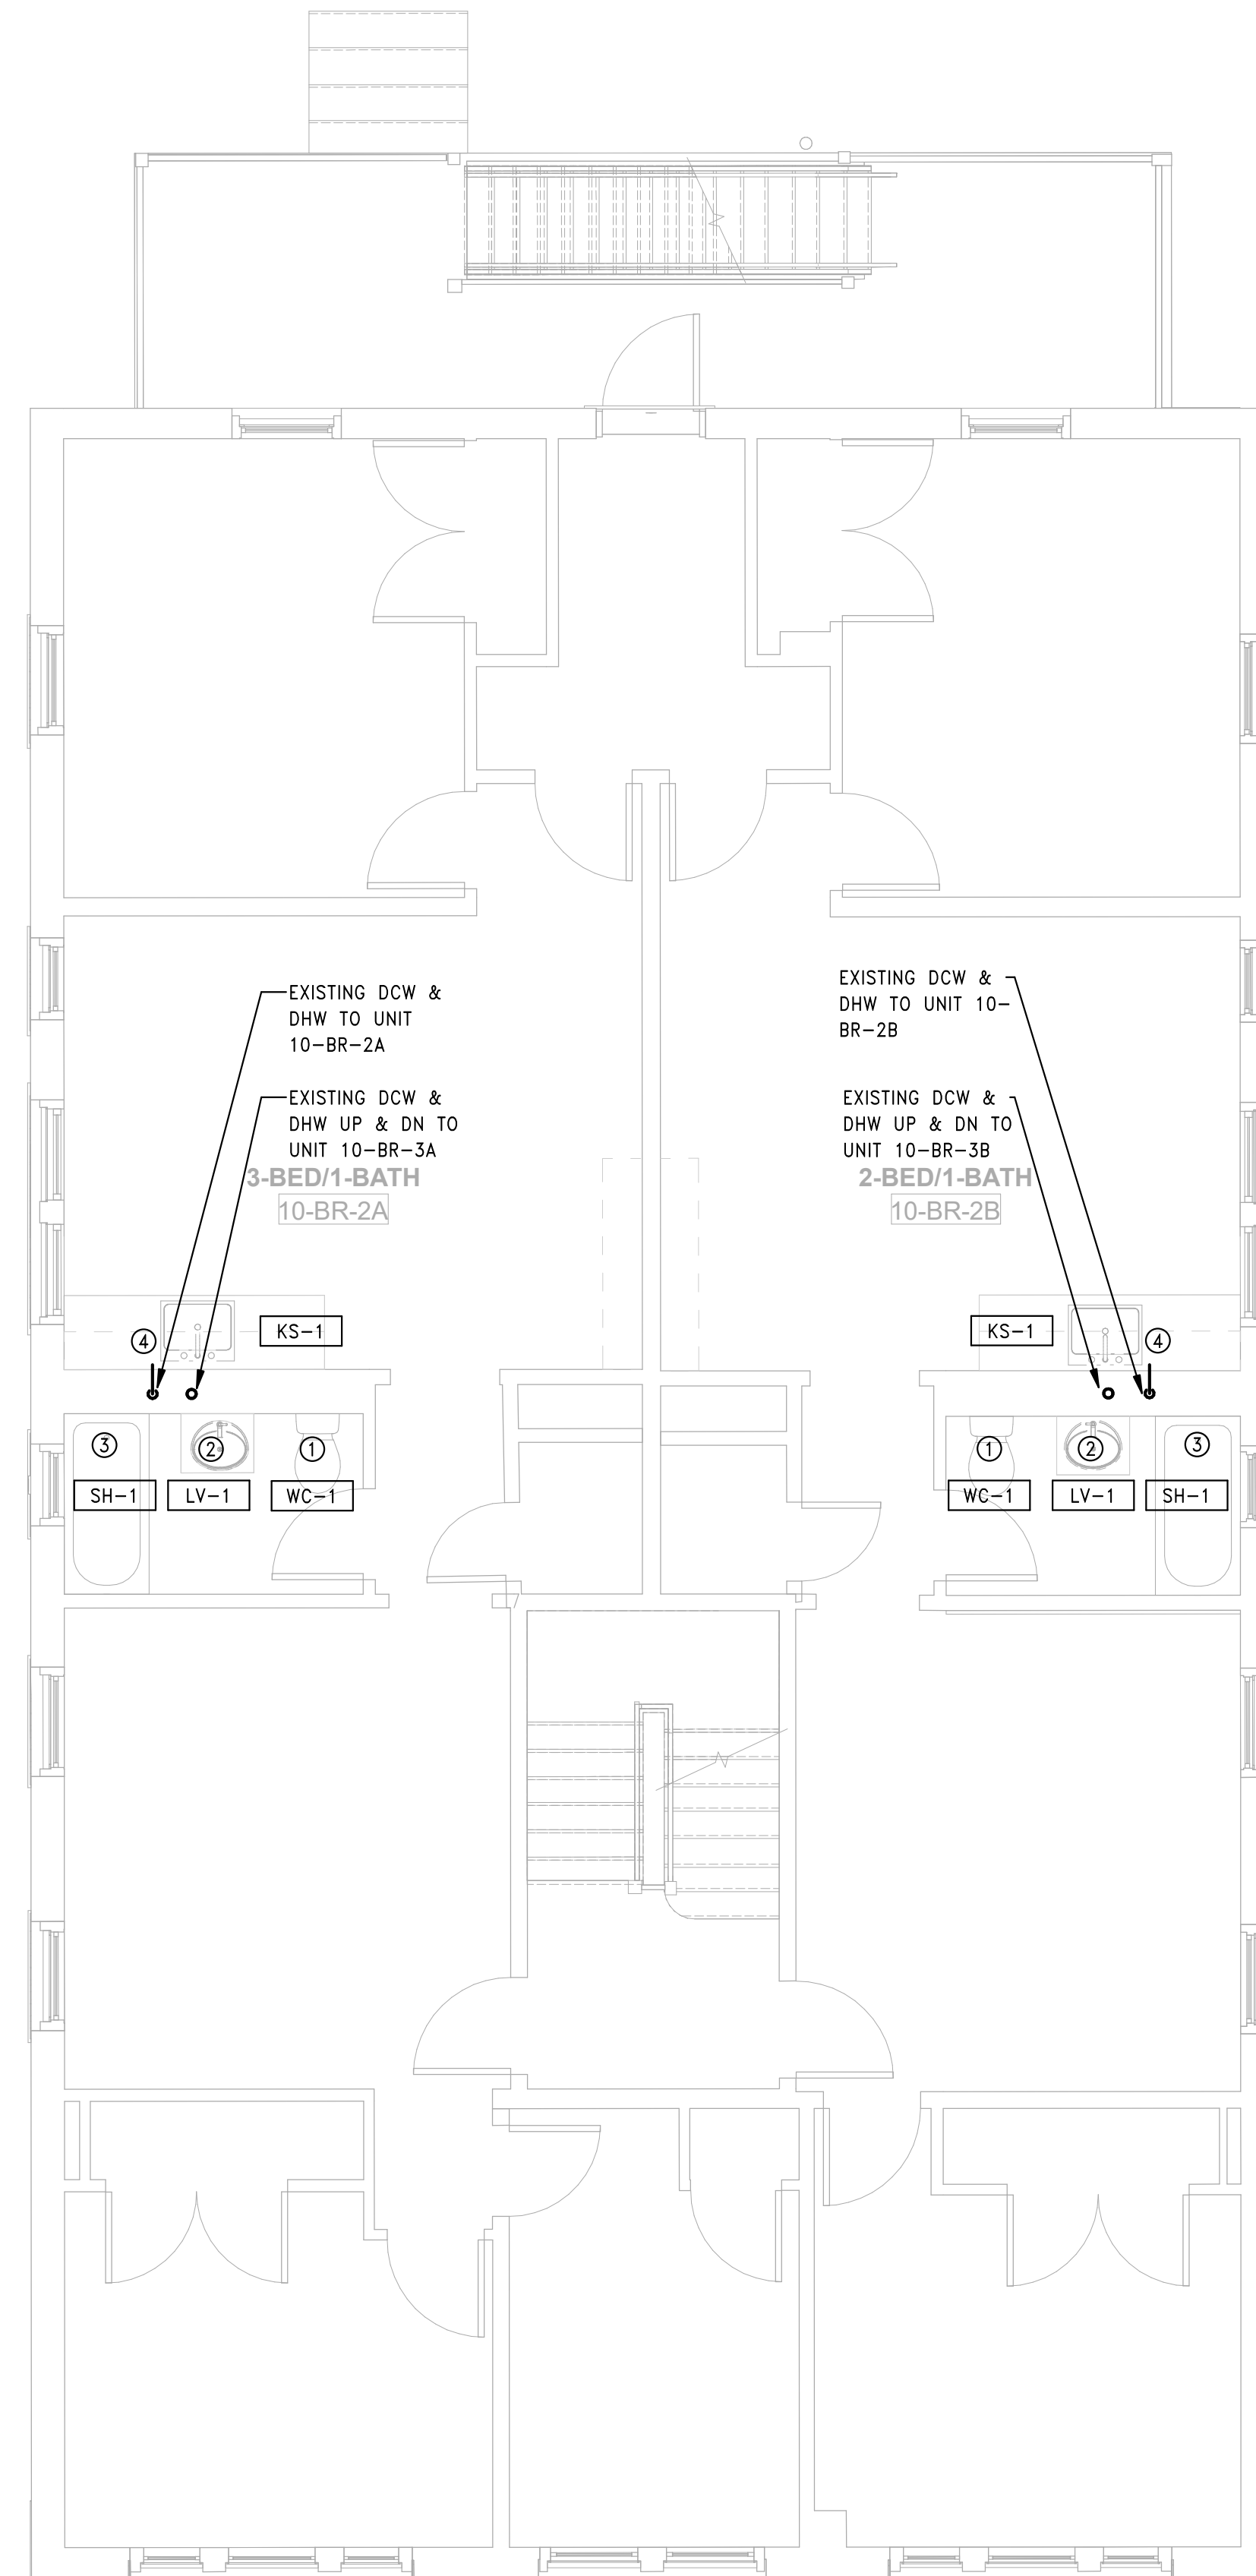 EXISTING DCW &
DHW TO UNIT
10-BR-2A
EXISTING DCW &
DHW TO UNIT 10-
BR-2B
EXISTING DCW &
DHW UP & DN TO
UNIT 10-BR-3A
EXISTING DCW &
DHW UP & DN TO
UNIT 10-BR-3B
3-BED/1-BATH
10-BR-2A
2-BED/1-BATH
10-BR-2B
4
KS-1
KS-1
4
3
2
1
1
2
3
SH-1
LV-1
WC-1
WC-1
LV-1
SH-1